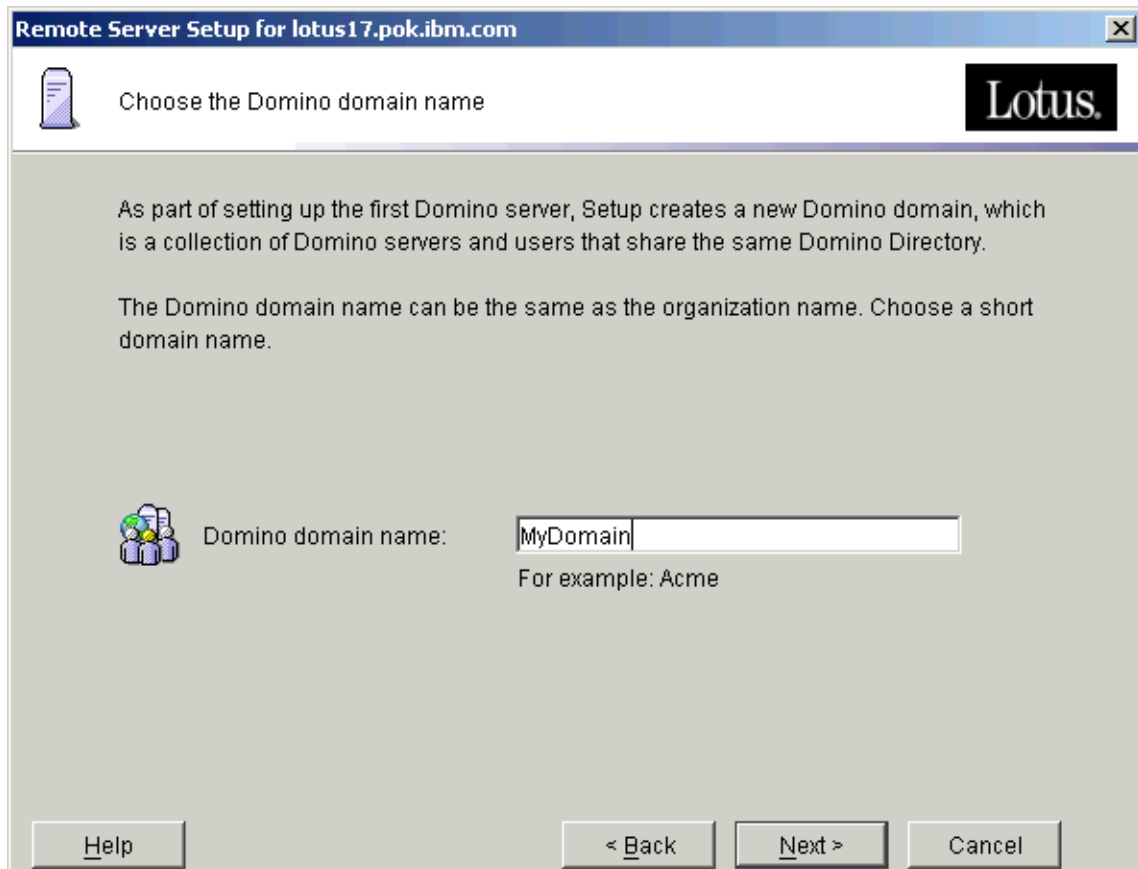 Remote Server Setup for lotus17.pok.ibm.com
Choose the Domino domain name
Lotus.
As part of setting up the first Domino server, Setup creates a new Domino domain, which
is a collection of Domino servers and users that share the same Domino Directory.
The Domino domain name can be the same as the organization name. Choose a short
domain name.
Domino domain name:
MyDomain
For example: Acme
Help
< Back
Next >
Cancel